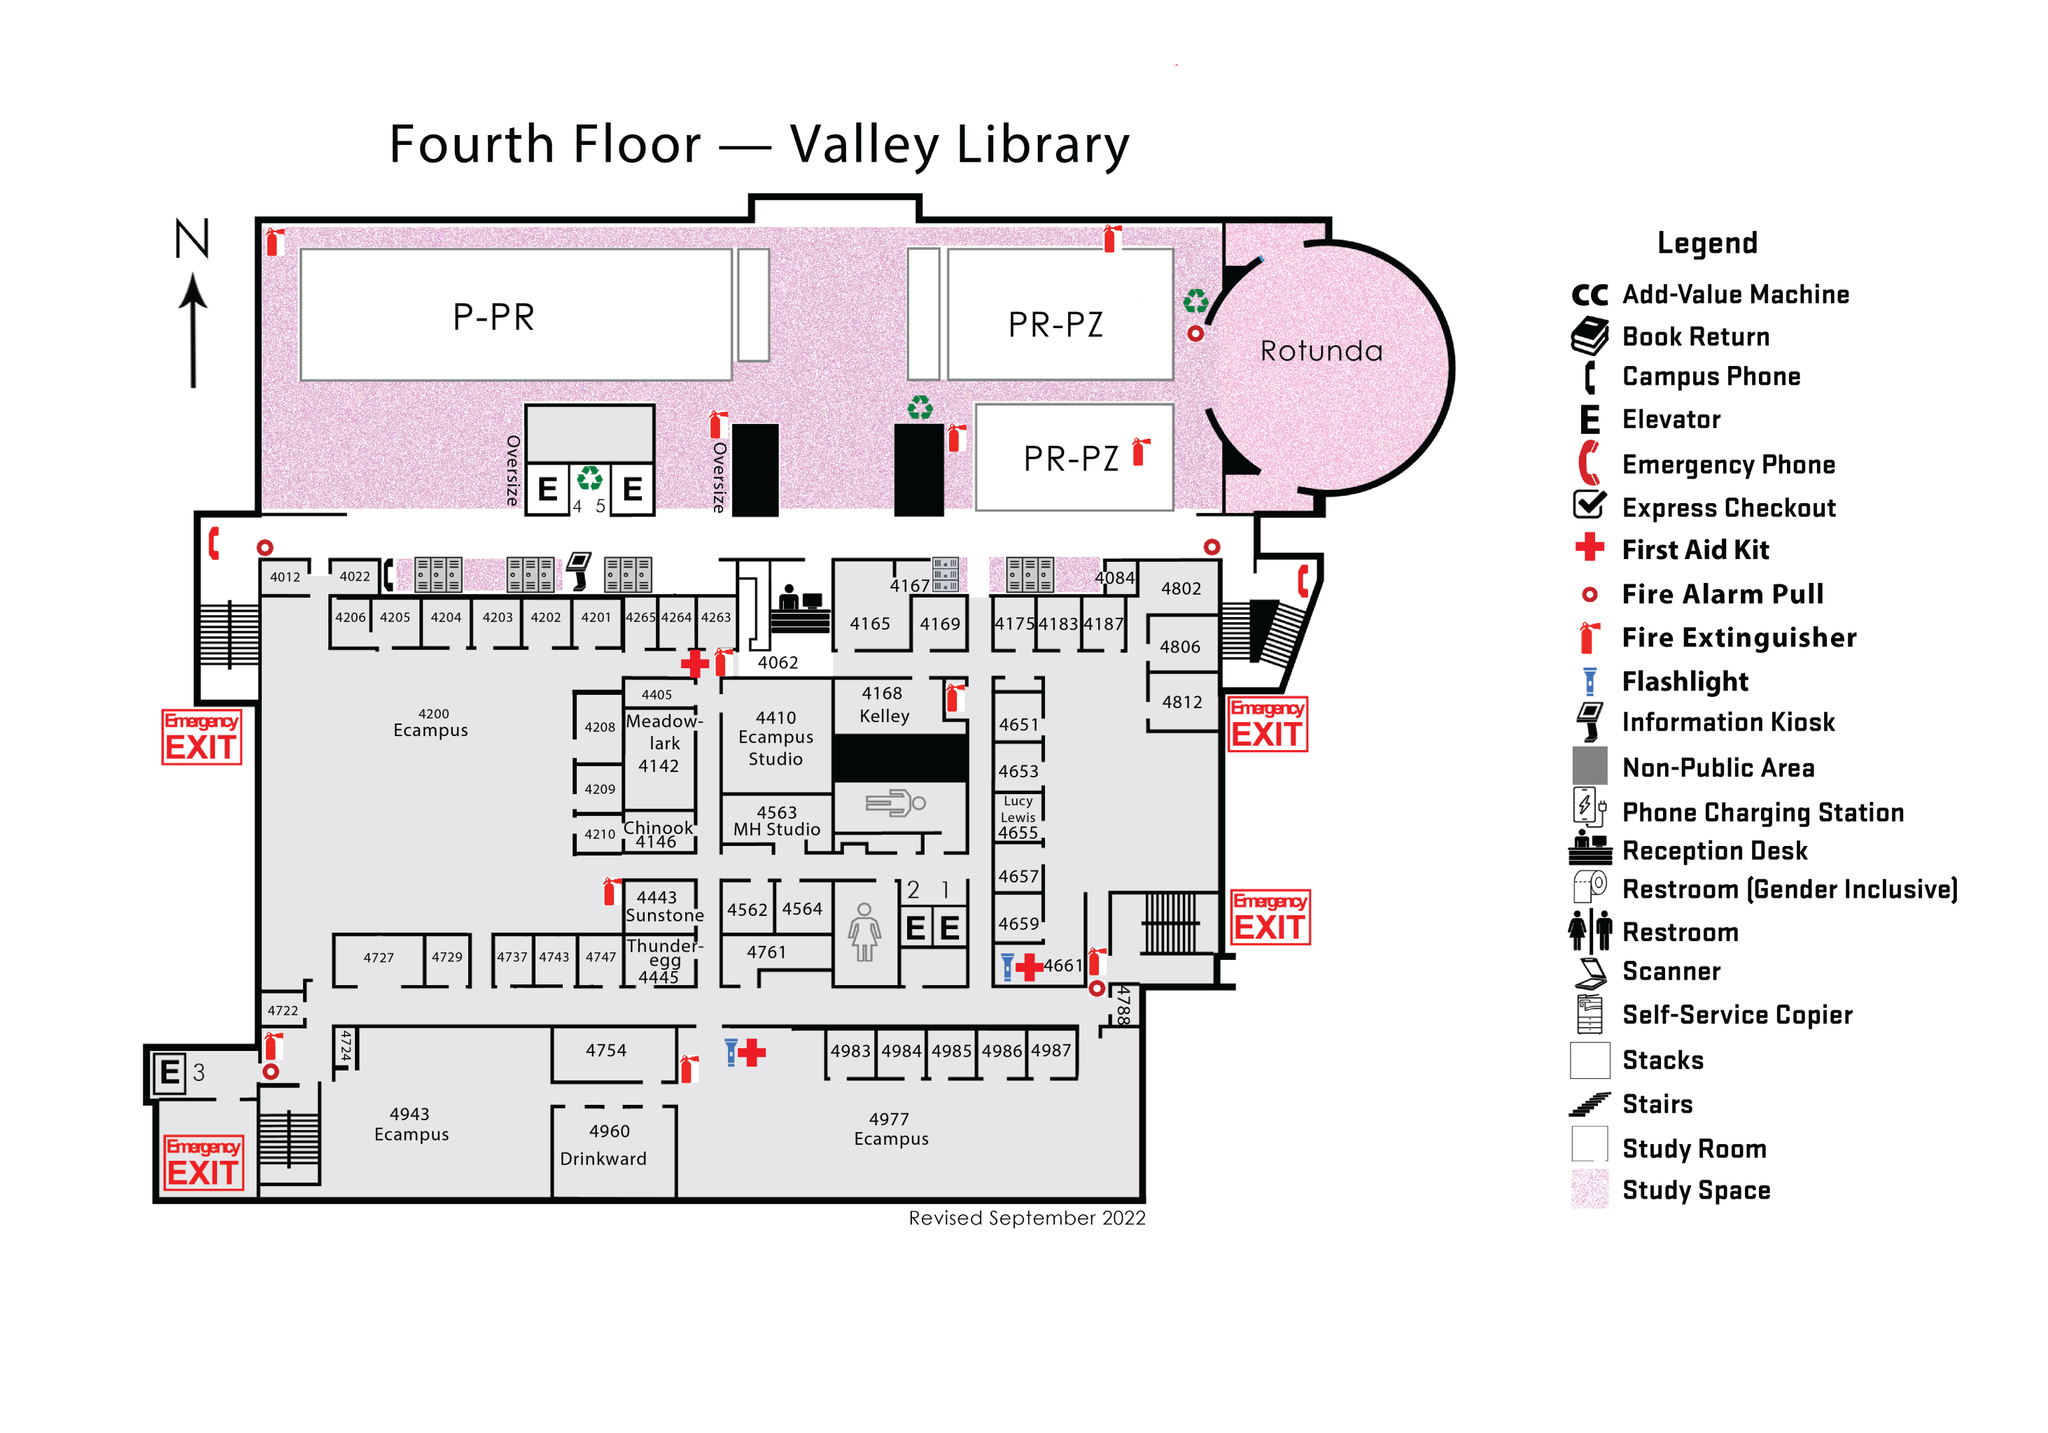 Fourth Floor — Valley Library
N
P-PR
PR-PZ
Rotunda
PR-PZ
Oversize
Oversize
E
E
4 5
4012
4022
4167
4084
4802
4206
4205
4204
4203
4202
4201
4265
4264
4263
4165
4169
4175
4183
4187
4806
4062
4405
4168
Kelley
4812
4200
Ecampus
4208
Meadow-
lark
4142
4410
Ecampus
Studio
4651
Emergency
EXIT
Emergency
EXIT
4653
4209
4210
Chinook
4146
4563
MH Studio
Lucy
Lewis
4655
4657
4443
Sunstone
4562
4564
2 1
E
E
4659
Emergency
EXIT
4727
4729
4737
4743
4747
Thunder-
egg
4445
4761
4661
4722
4788
4724
4754
4983
4984
4985
4986
4987
E
3
4943
Ecampus
4960
Drinkward
4977
Ecampus
Emergency
EXIT
Revised September 2022
Legend
CC Add-Value Machine
Book Return
Campus Phone
E Elevator
Emergency Phone
Express Checkout
First Aid Kit
Fire Alarm Pull
Fire Extinguisher
Flashlight
Information Kiosk
Non-Public Area
Phone Charging Station
Reception Desk
Restroom (Gender Inclusive)
Restroom
Scanner
Self-Service Copier
Stacks
Stairs
Study Room
Study Space